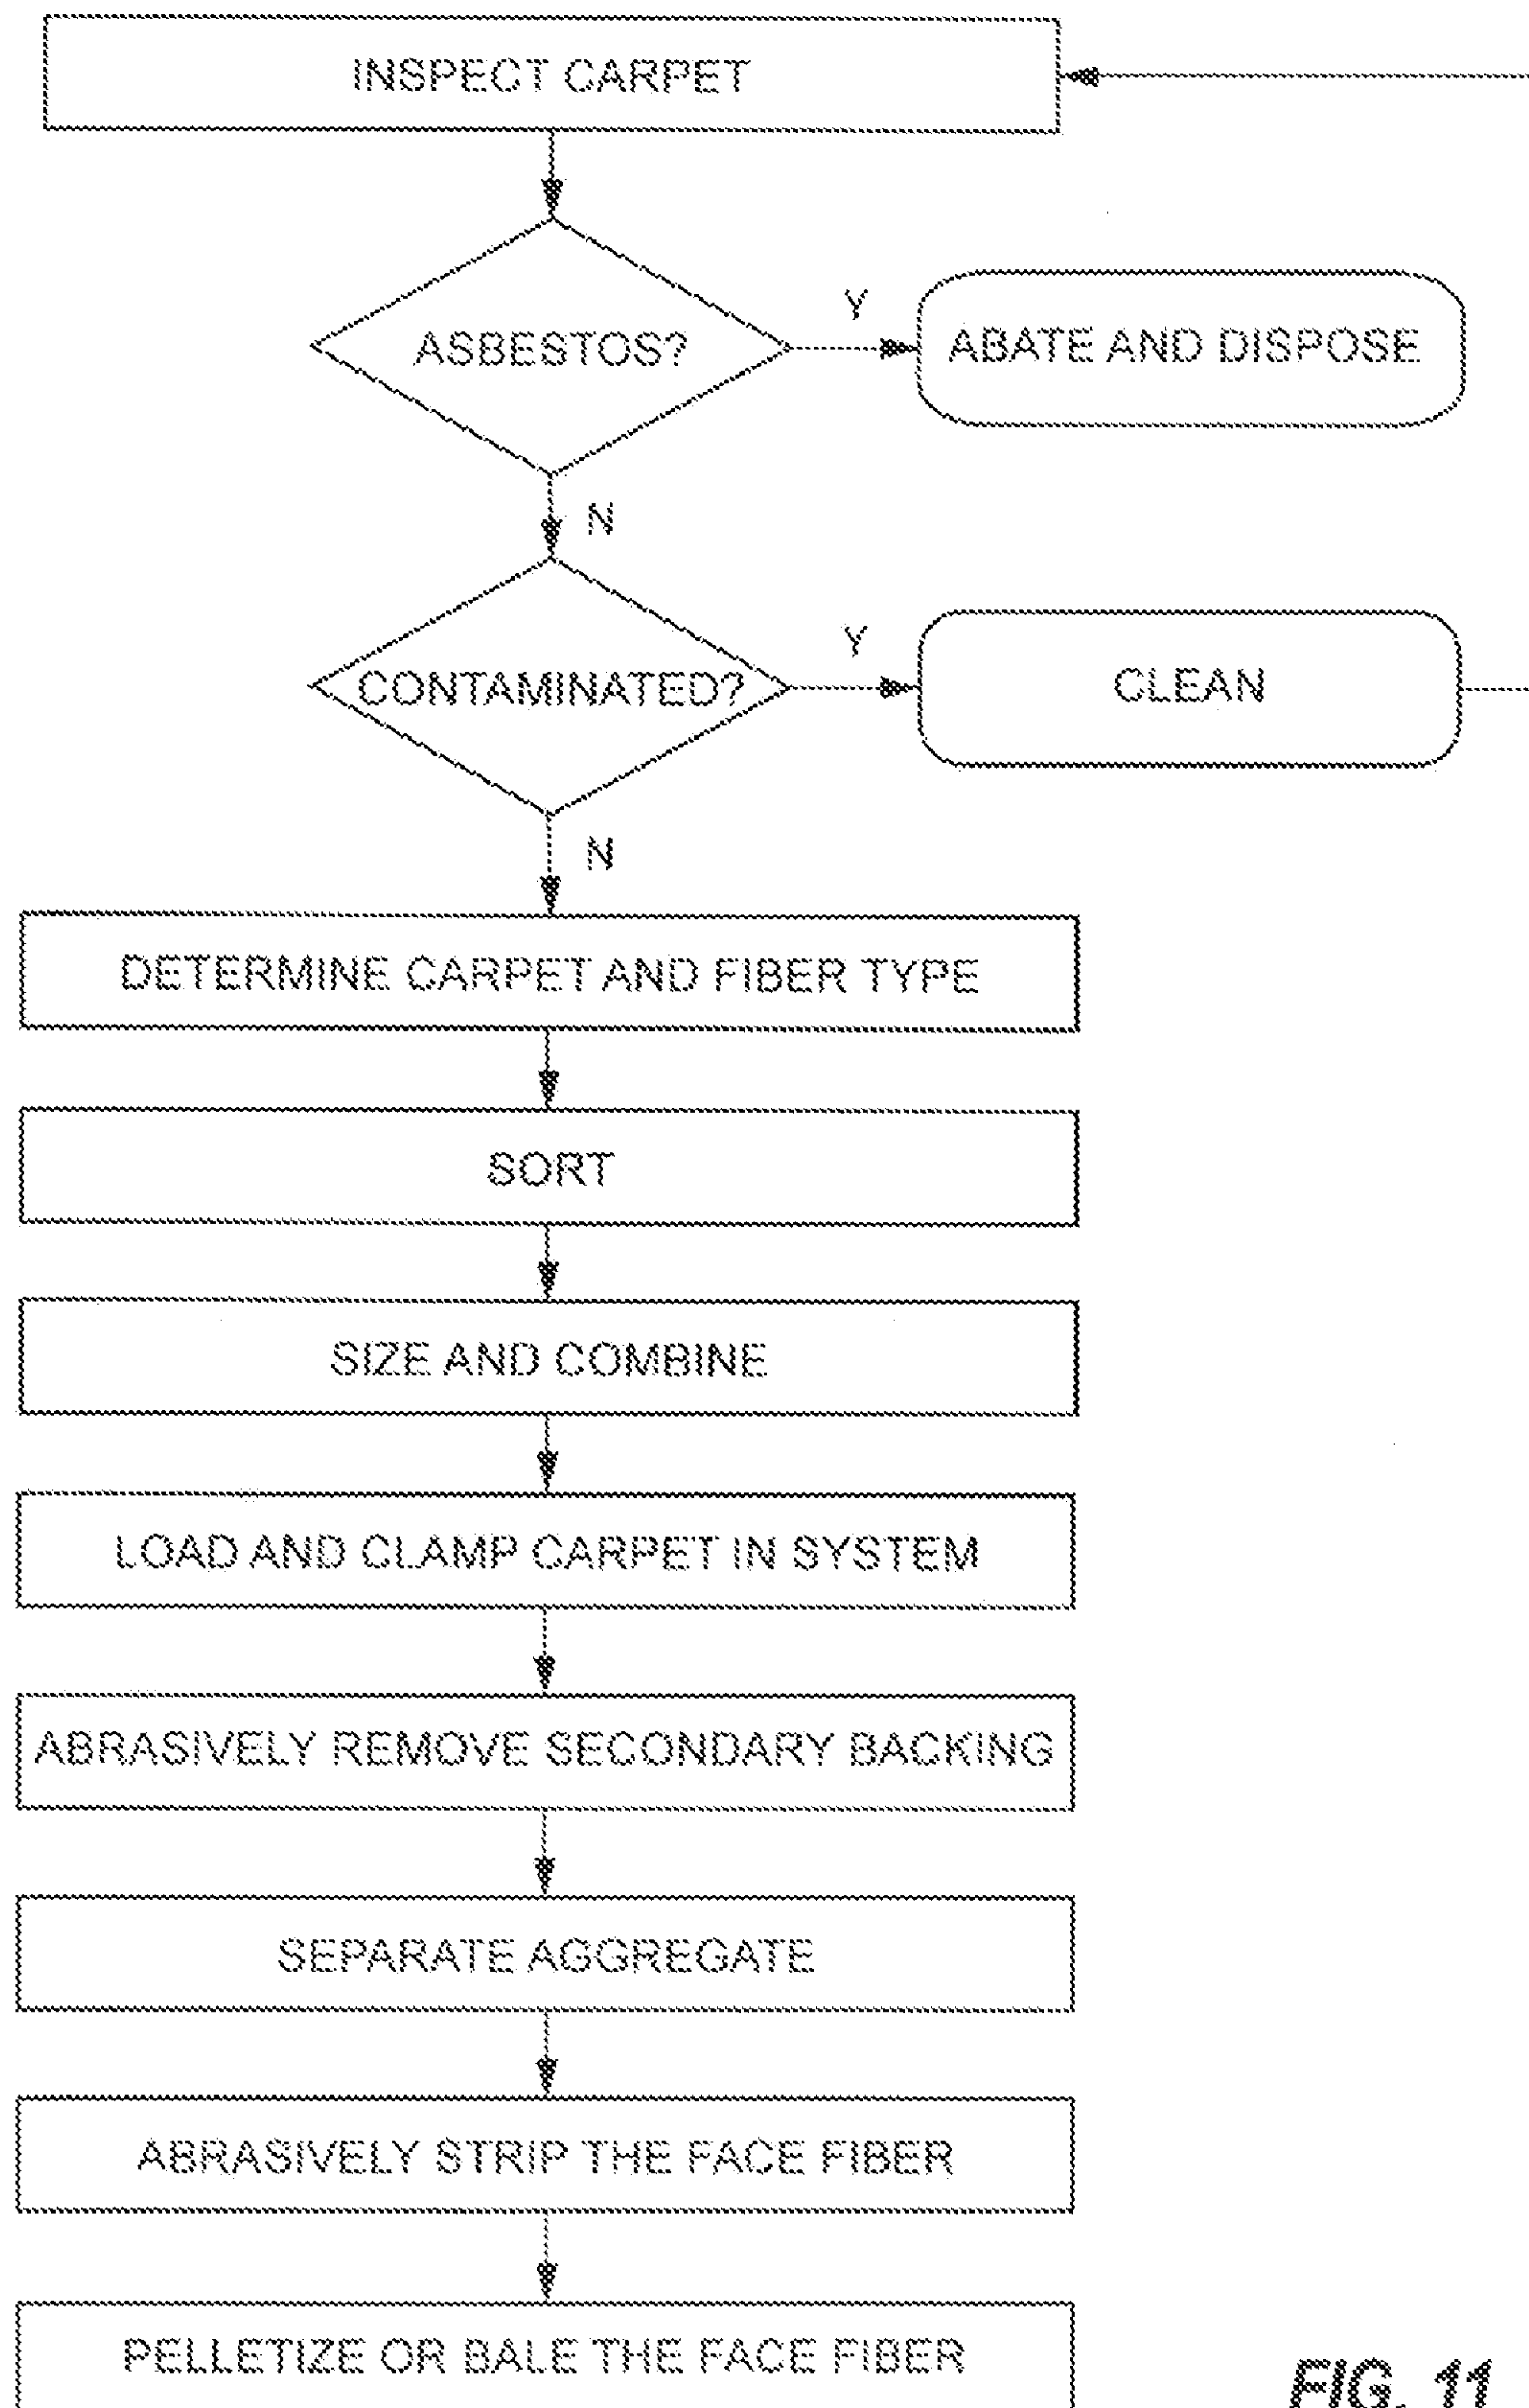 INSPECT CARPET
ASBESTOS?
Y
ABATE AND DISPOSE
N
CONTAMINATED?
Y
CLEAN
N
DETERMINE CARPET AND FIBER TYPE
SORT
SIZE AND COMBINE
LOAD AND CLAMP CARPET IN SYSTEM
ABRASIVELY REMOVE SECONDARY BACKING
SEPARATE AGGREGATE
ABRASIVELY STRIP THE FACE FIBER
PELLETIZE OR BALE THE FACE FIBER
FIG. 11